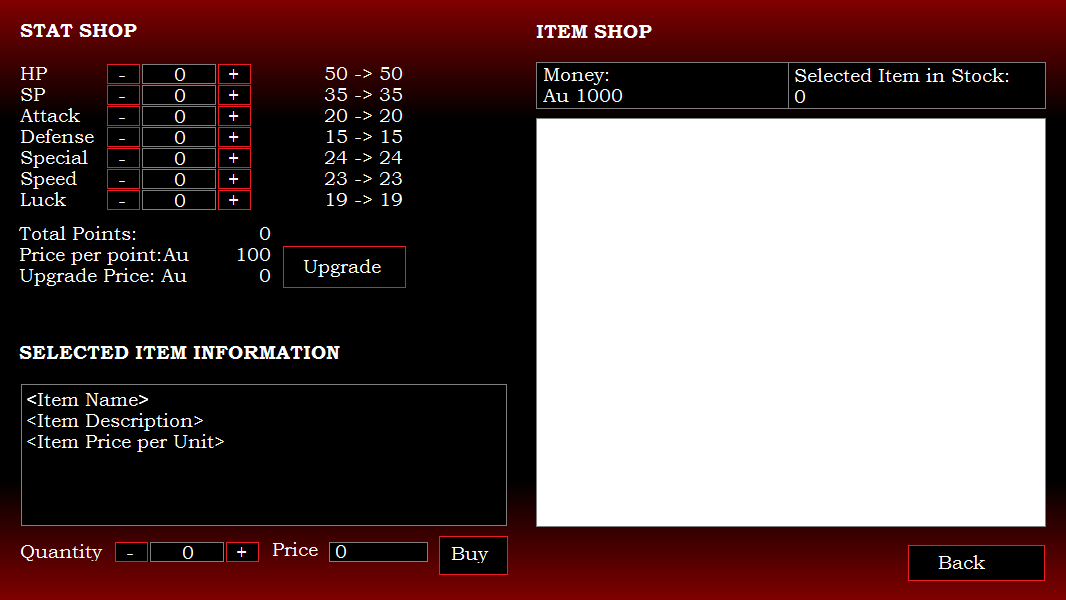 STAT SHOP
HP - 0 + 50 -> 50
SP - 0 + 35 -> 35
Attack - 0 + 20 -> 20
Defense - 0 + 15 -> 15
Special - 0 + 24 -> 24
Speed - 0 + 23 -> 23
Luck - 0 + 19 -> 19
Total Points: 0
Price per point:Au 100
Upgrade Price: Au 0
Upgrade
SELECTED ITEM INFORMATION
<Item Name>
<Item Description>
<Item Price per Unit>
Quantity - 0 + Price 0 Buy
ITEM SHOP
Money:
Au 1000
Selected Item in Stock:
0
Back